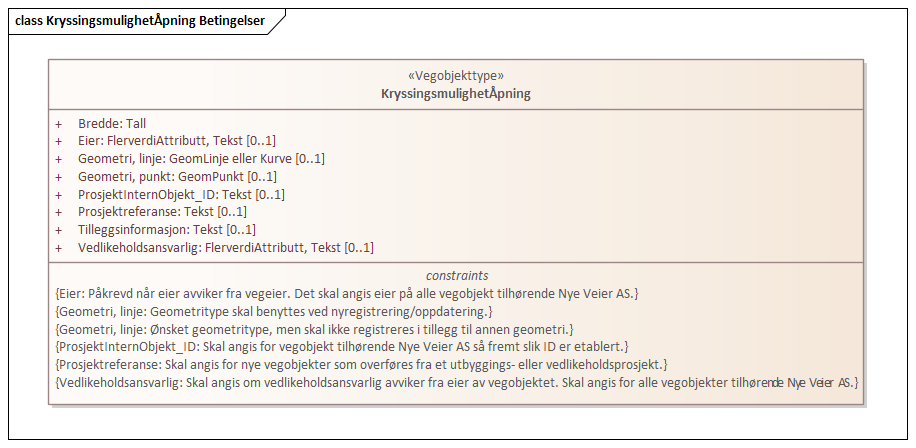 class KryssingsmulighetÅpning Betingelser
«Vegobjekttype»
KryssingsmulighetÅpning
+ Bredde: Tall
+ Eier: FlerverdiAttributt, Tekst [0..1]
+ Geometri, linje: GeomLinje eller Kurve [0..1]
+ Geometri, punkt: GeomPunkt [0..1]
+ ProsjektInternObjekt_ID: Tekst [0..1]
+ Prosjektreferanse: Tekst [0..1]
+ Tilleggsinformasjon: Tekst [0..1]
+ Vedlikeholdsansvarlig: FlerverdiAttributt, Tekst [0..1]
constraints
{Eier: Påkrevd når eier avviker fra vegeier. Det skal angis eier på alle vegobjekt tilhørende Nye Veier AS.}
{Geometri, linje: Geometritype skal benyttes ved nyregistrering/oppdatering.}
{Geometri, linje: Ønsket geometritype, men skal ikke registreres i tillegg til annen geometri.}
{ProsjektInternObjekt_ID: Skal angis for vegobjekt tilhørende Nye Veier AS så fremt slik ID er etablert.}
{Prosjektreferanse: Skal angis for nye vegobjekter som overføres fra et utbyggings- eller vedlikeholdsprosjekt.}
{Vedlikeholdsansvarlig: Skal angis om vedlikeholdsansvarlig avviker fra eier av vegobjektet. Skal angis for alle vegobjekter tilhørende Nye Veier AS.}